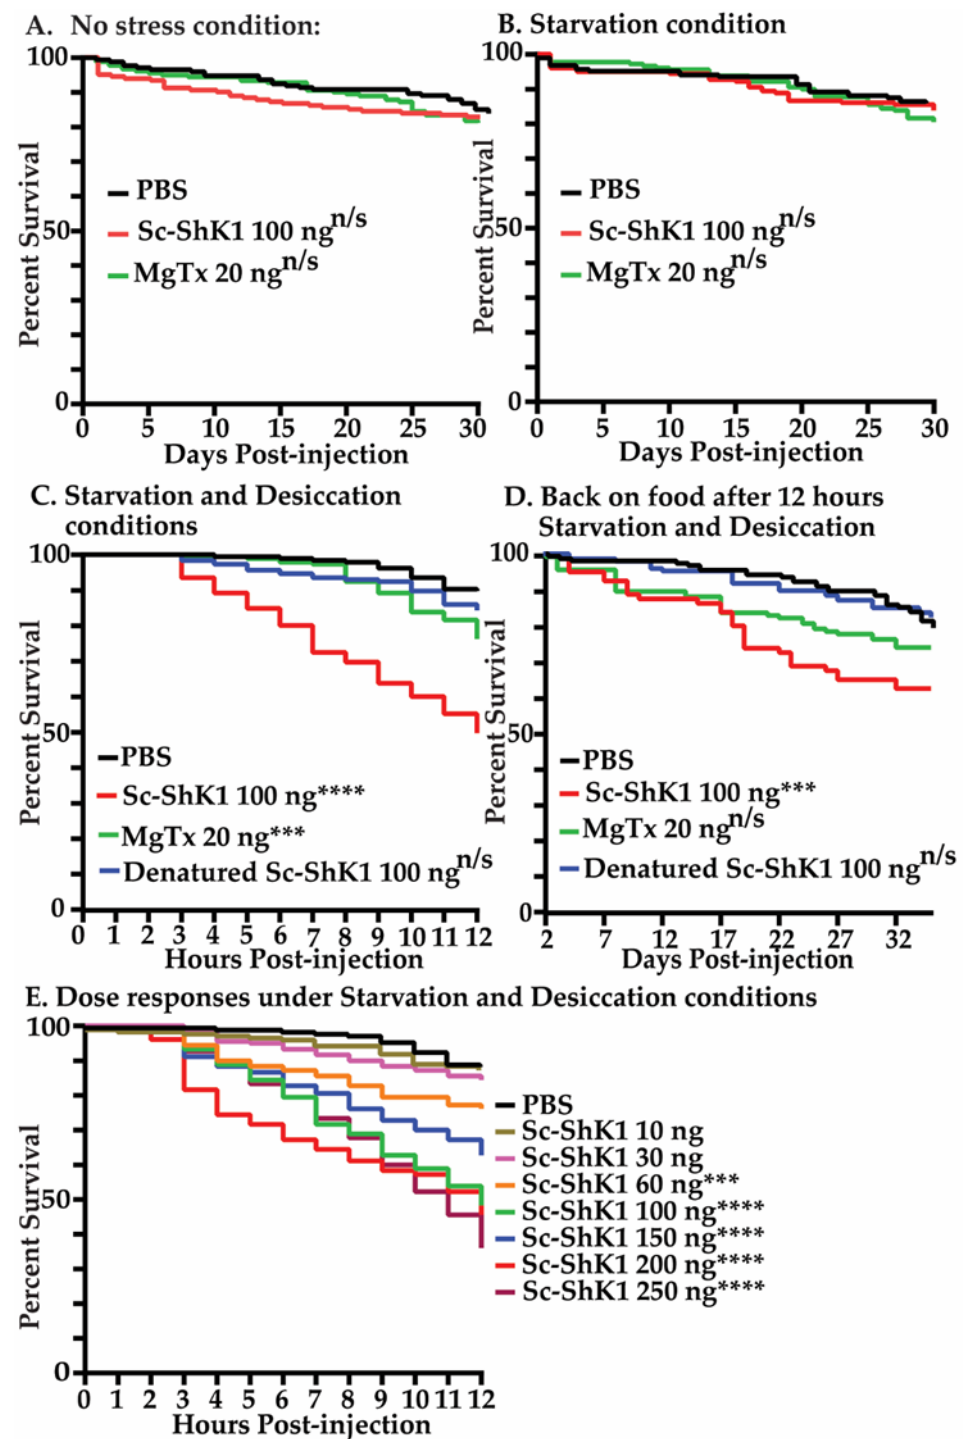 A. No stress condition:
100
50
0
Percent Survival
PBS
Sc-ShK1 100 ng n/s
MgTx 20 ng n/s
0 5 10 15 20 25 30
Days Post-injection
B. Starvation condition
100
50
0
Percent Survival
PBS
Sc-ShK1 100 ng n/s
MgTx 20 ng n/s
0 5 10 15 20 25 30
Days Post-injection
C. Starvation and Desiccation
conditions
100
50
0
Percent Survival
PBS
Sc-ShK1 100 ng****
MgTx 20 ng***
Denatured Sc-ShK1 100 ng n/s
0 1 2 3 4 5 6 7 8 9 10 11 12
Hours Post-injection
D. Back on food after 12 hours
Starvation and Desiccation
100
50
0
Percent Survival
PBS
Sc-ShK1 100 ng***
MgTx 20 ng n/s
Denatured Sc-ShK1 100 ng n/s
2 7 12 17 22 27 32
Days Post-injection
E. Dose responses under Starvation and Desiccation conditions
100
50
0
Percent Survival
PBS
Sc-ShK1 10 ng
Sc-ShK1 30 ng
Sc-ShK1 60 ng***
Sc-ShK1 100 ng****
Sc-ShK1 150 ng****
Sc-ShK1 200 ng****
Sc-ShK1 250 ng****
0 1 2 3 4 5 6 7 8 9 10 11 12
Hours Post-injection